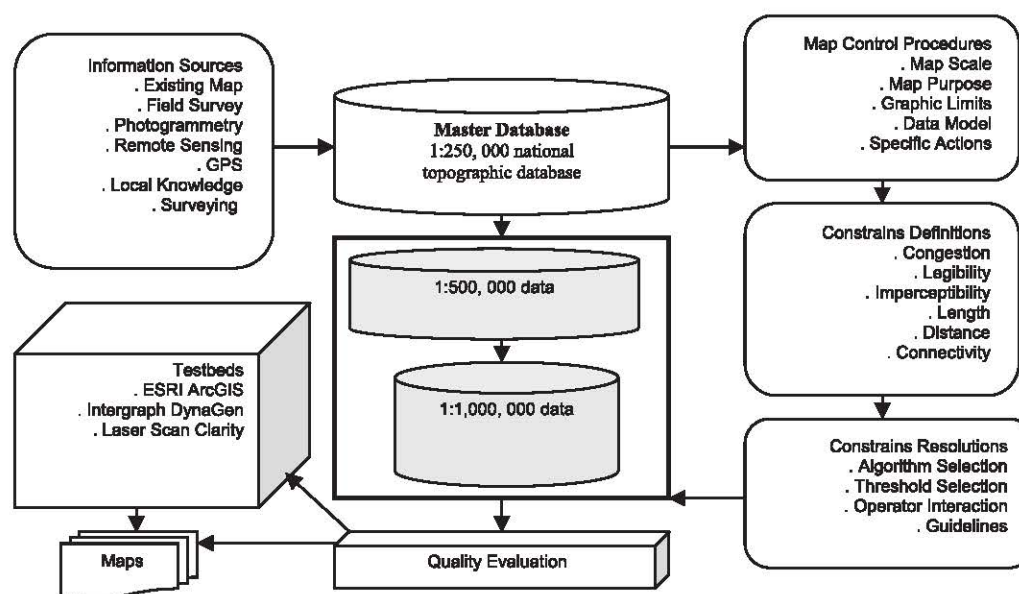 Information Sources
. Existing Map
. Field Survey
. Photogrammetry
. Remote Sensing
. GPS
. Local Knowledge
. Surveying
Master Database
1:250, 000 national
topographic database
Map Control Procedures
. Map Scale
. Map Purpose
. Graphic Limits
. Data Model
. Specific Actions
1:500, 000 data
1:1,000, 000 data
Constrains Definitions
. Congestion
. Legibility
. Imperceptibility
. Length
. Distance
. Connectivity
Testbeds
. ESRI ArcGIS
. Intergraph DynaGen
. Laser Scan Clarity
Constrains Resolutions
. Algorithm Selection
. Threshold Selection
. Operator Interaction
. Guidelines
Maps
Quality Evaluation